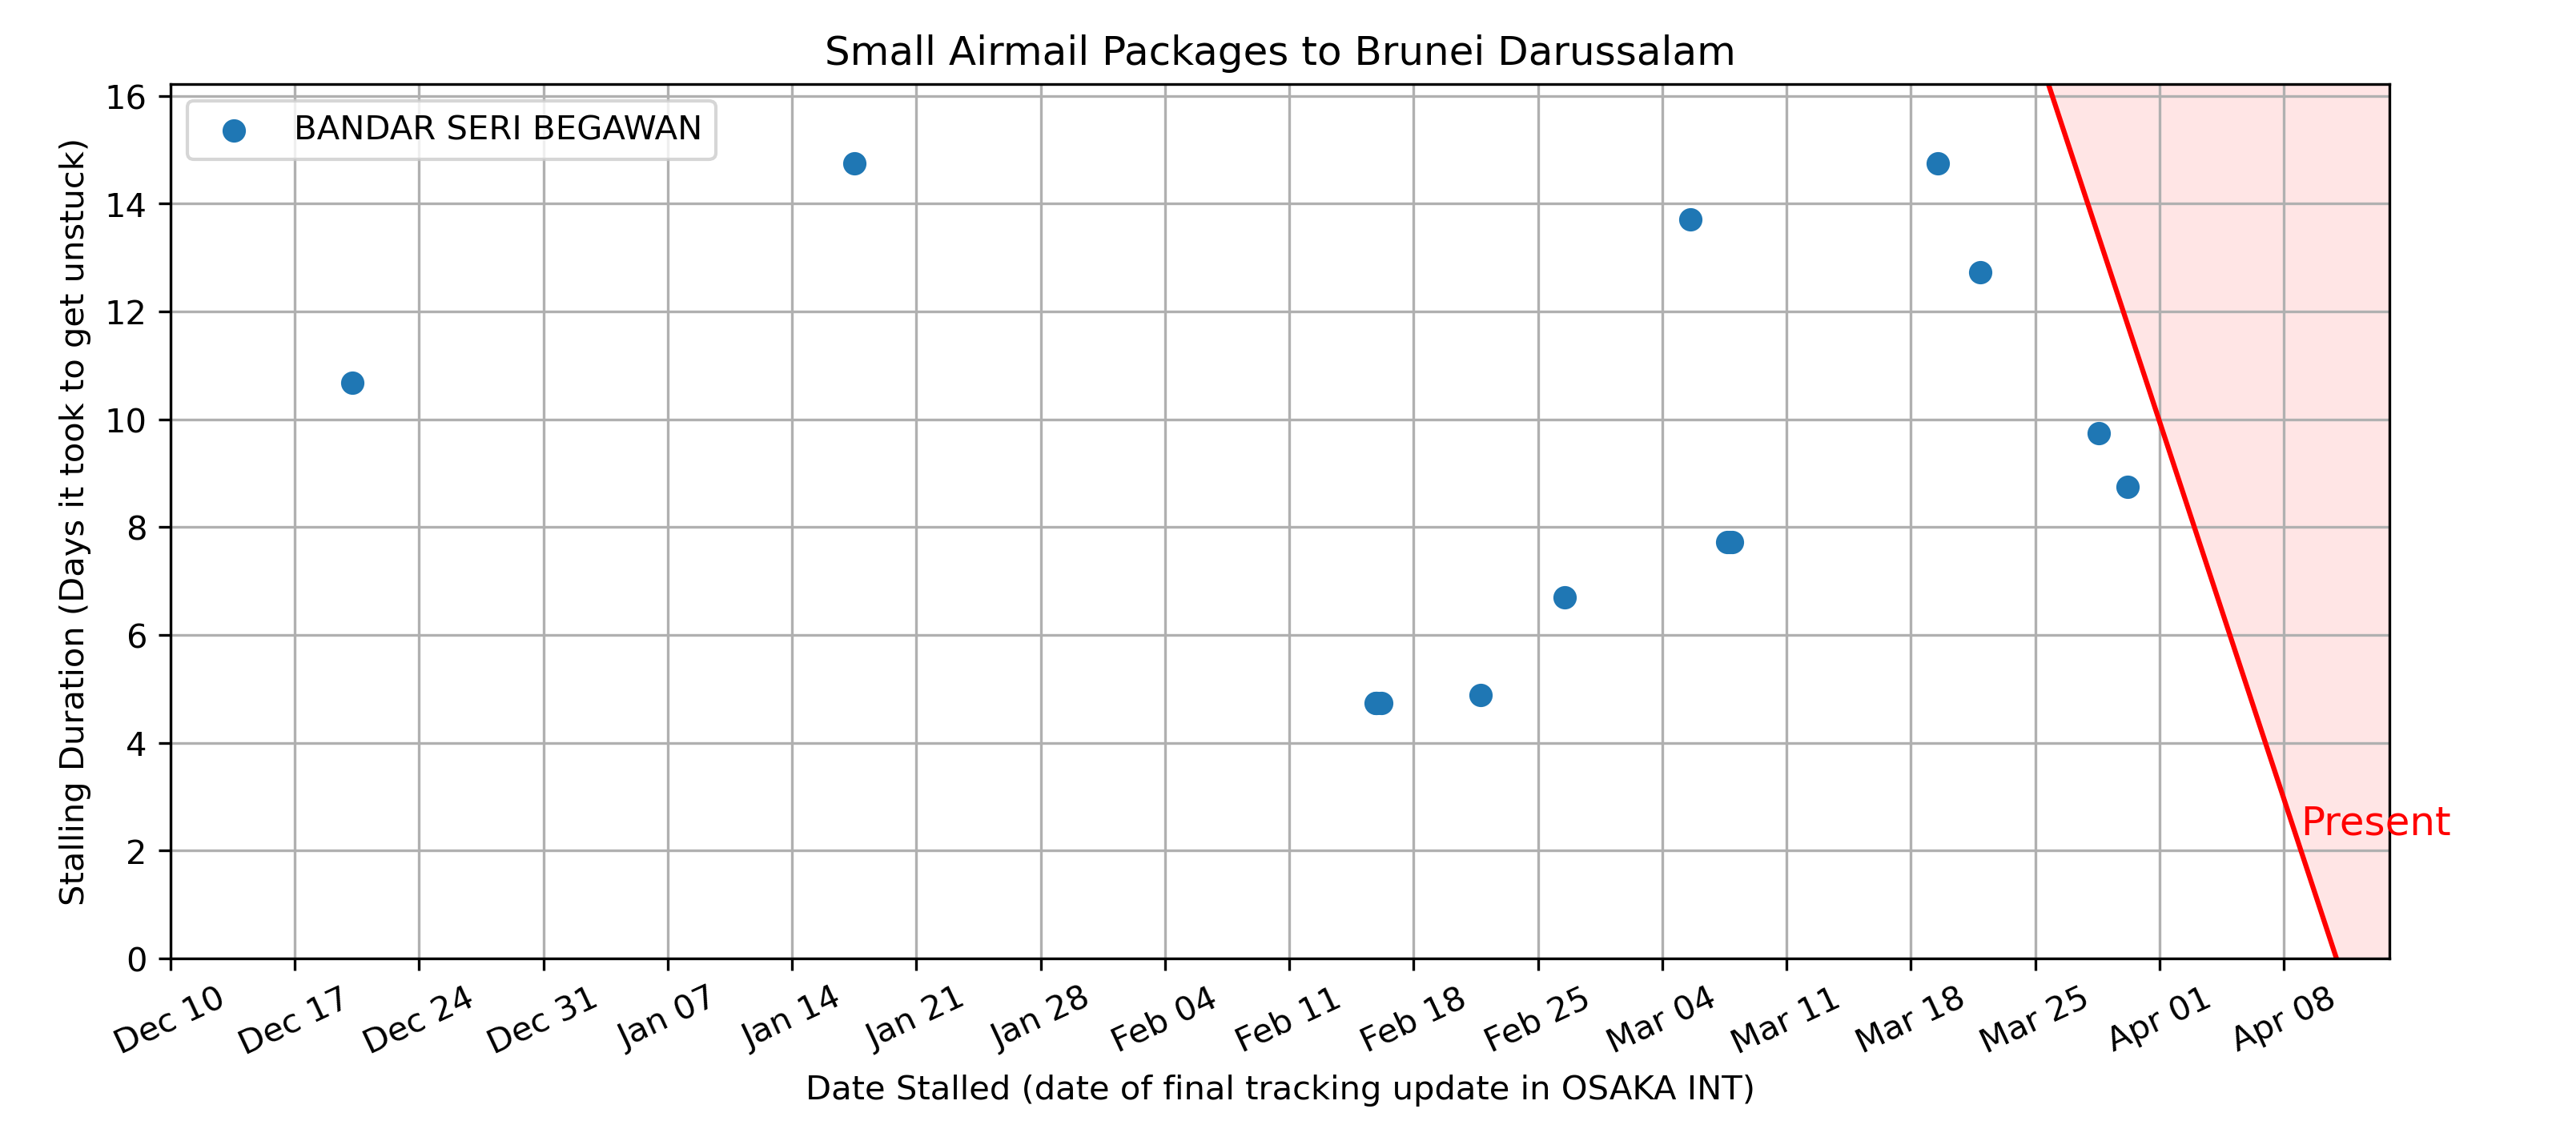 Small Airmail Packages to Brunei Darussalam
BANDAR SERI BEGAWAN
Stalling Duration (Days it took to get unstuck)
16
14
12
10
8
6
4
2
0
Present
Dec 10
Dec 17
Dec 24
Dec 31
Jan 07
Jan 14
Jan 21
Jan 28
Feb 04
Feb 11
Feb 18
Feb 25
Mar 04
Mar 11
Mar 18
Mar 25
Apr 01
Apr 08
Date Stalled (date of final tracking update in OSAKA INT)